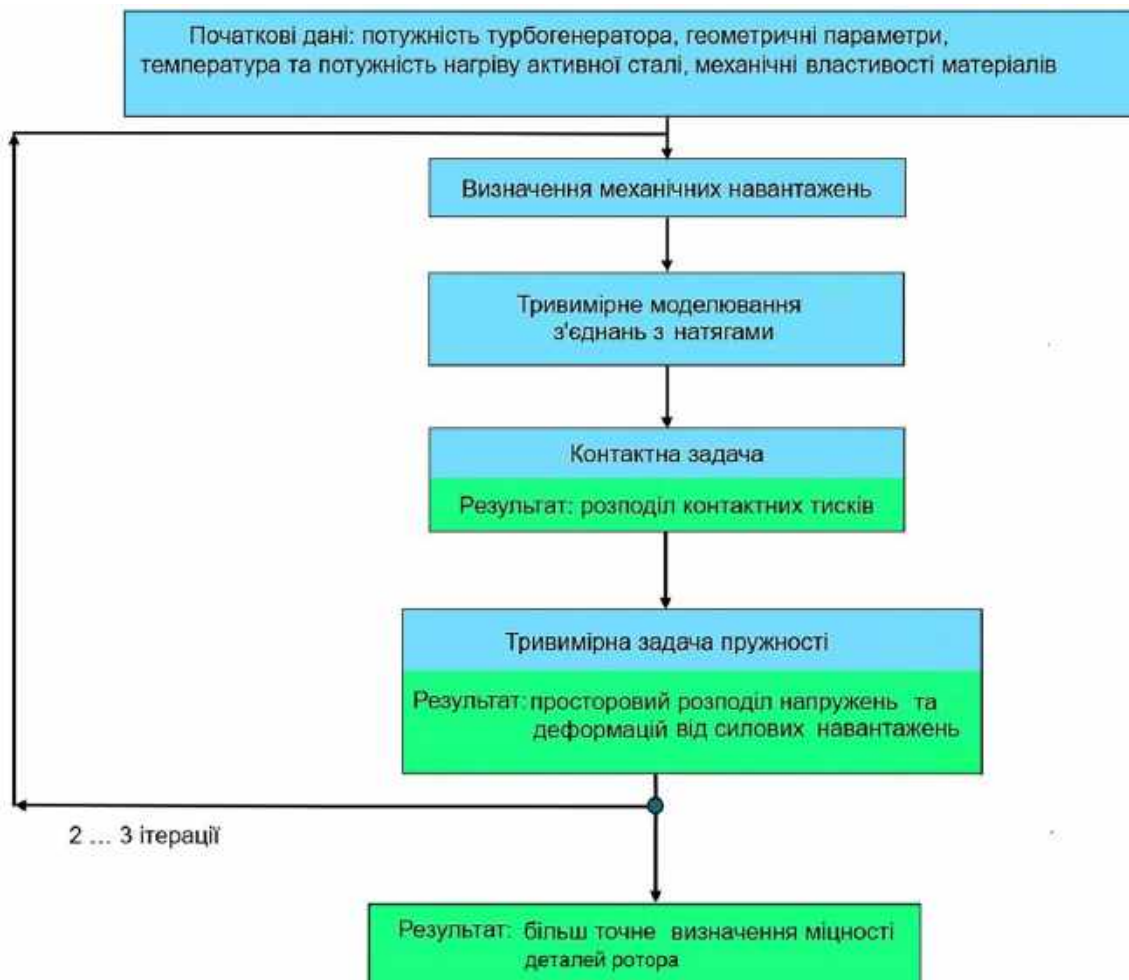 Початкові дані: потужність турбогенератора, геометричні параметри,
температура та потужність нагріву активної сталі, механічні властивості матеріалів
Визначення механічних навантажень
Тривимірне моделювання
з'єднань з натягами
Контактна задача
Результат: розподіл контактних тисків
Тривимірна задача пружності
Результат: просторовий розподіл напружень та
деформацій від силових навантажень
2 ... 3 ітерації
Результат: більш точне визначення міцності
деталей ротора